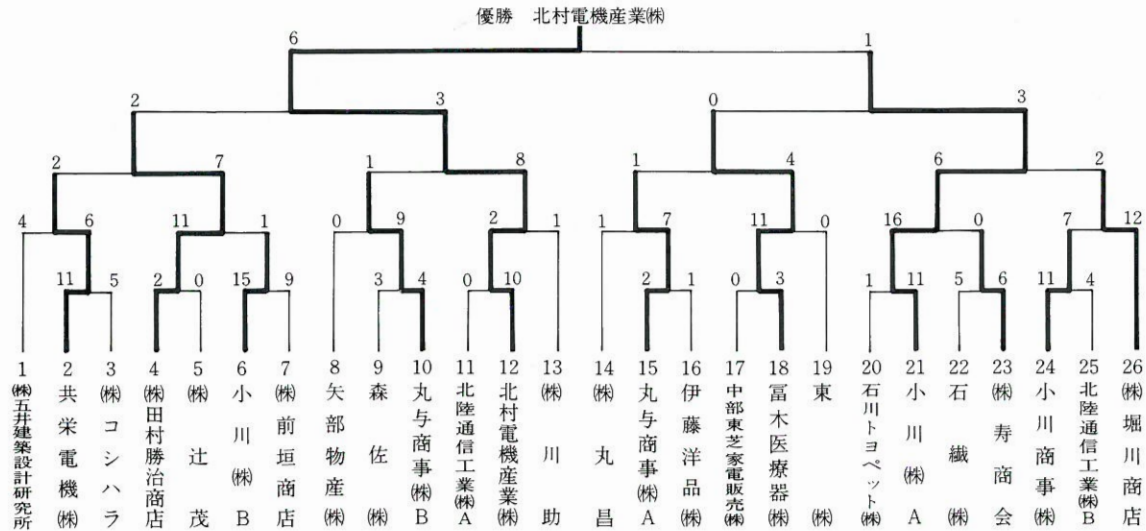 優勝 北村電機産業㈱
6 1
2 3 0 3
2 7 1 8 1 4 6 2
4 6 11 1 0 9 2 1 1 7 11 0 16 0 7 12
11 5 2 0 15 9 3 4 0 10 2 1 0 3 1 11 5 6 11 4
1 2 3 4 5 6 7 8 9 10 11 12 13 14 15 16 17 18 19 20 21 22 23 24 25 26
㈱五井建築設計研究所
共栄電機㈱
㈱コシハラ
㈱田村勝治商店
㈱辻茂
小川㈱B
㈱前垣商店
矢部物産㈱
森佐㈱
丸与商事㈱B
北陸通信工業㈱A
北村電機産業㈱
㈱川助
㈱丸昌
丸与商事㈱A
伊藤洋品㈱
中部東芝家電販売㈱
冨木医療器㈱
東㈱
石川トヨペット㈱
小川㈱A
石繊㈱
㈱寿商会
小川商事㈱
北陸通信工業㈱B
㈱堀川商店